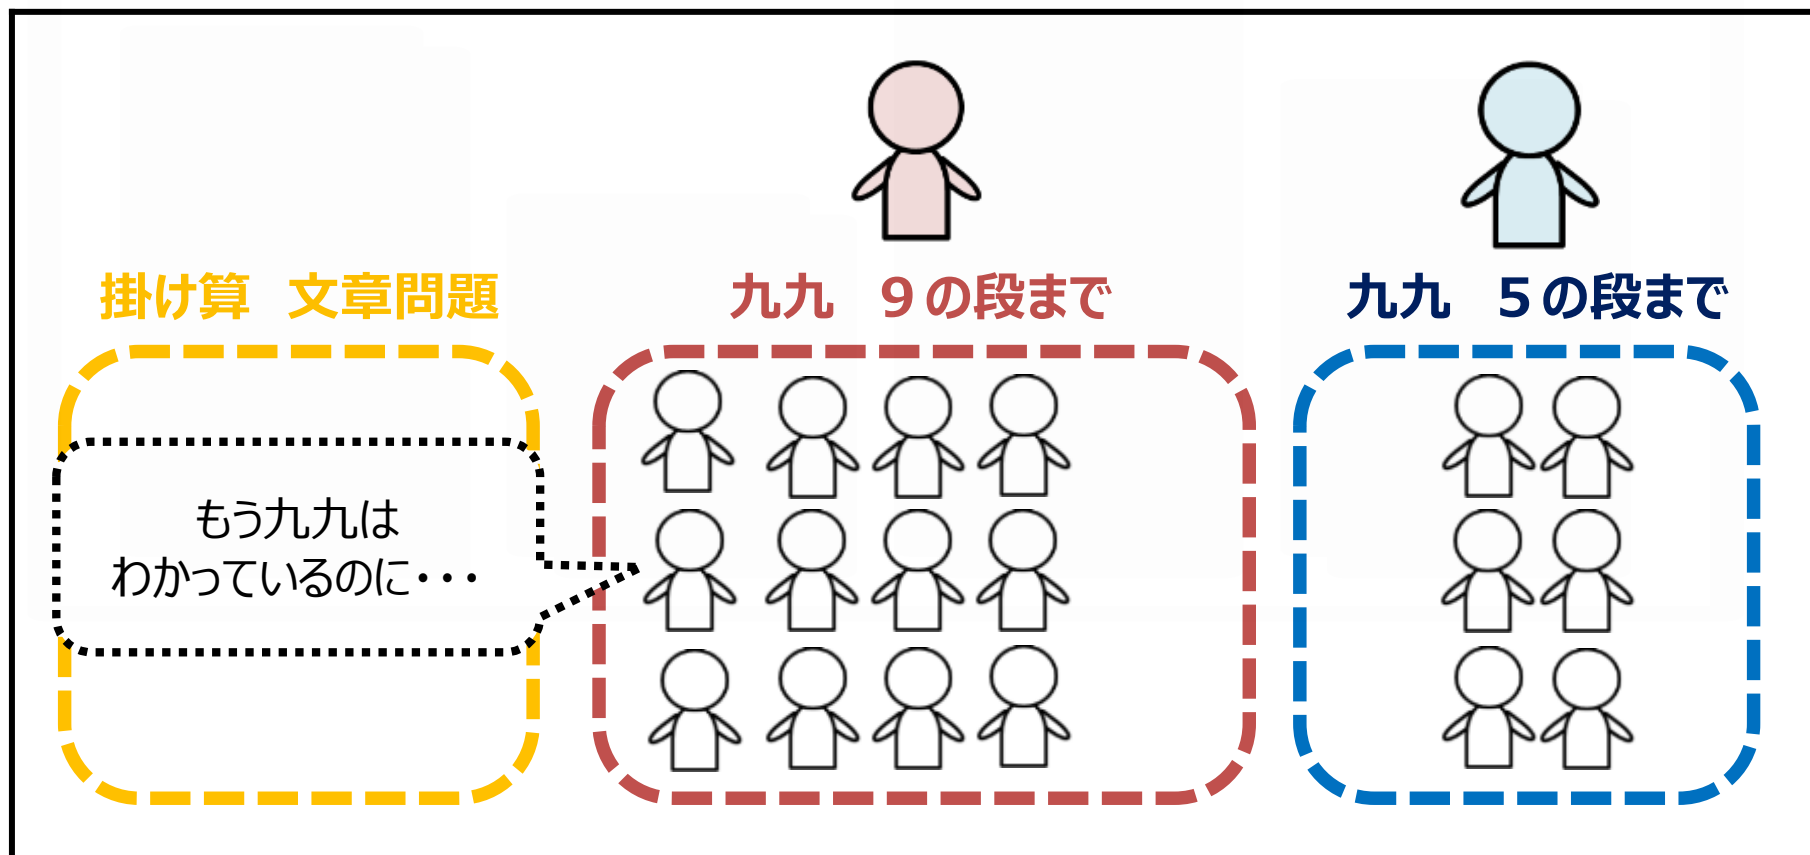 掛け算　文章問題
九九　９の段まで
九九　５の段まで
もう九九は
わかっているのに・・・